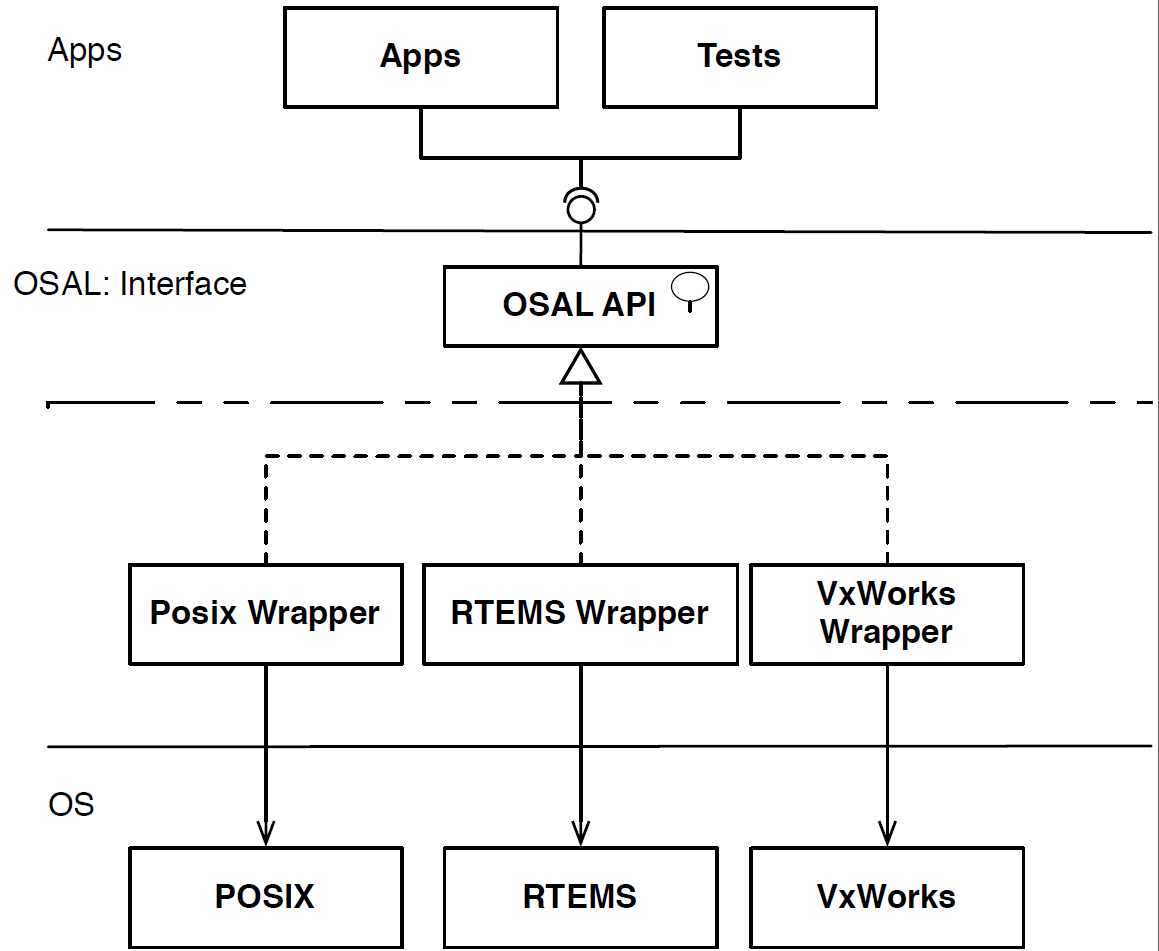 Apps
Apps
Tests
OSAL: Interface
OSAL API
Posix Wrapper
RTEMS Wrapper
VxWorks
Wrapper
OS
POSIX
RTEMS
VxWorks